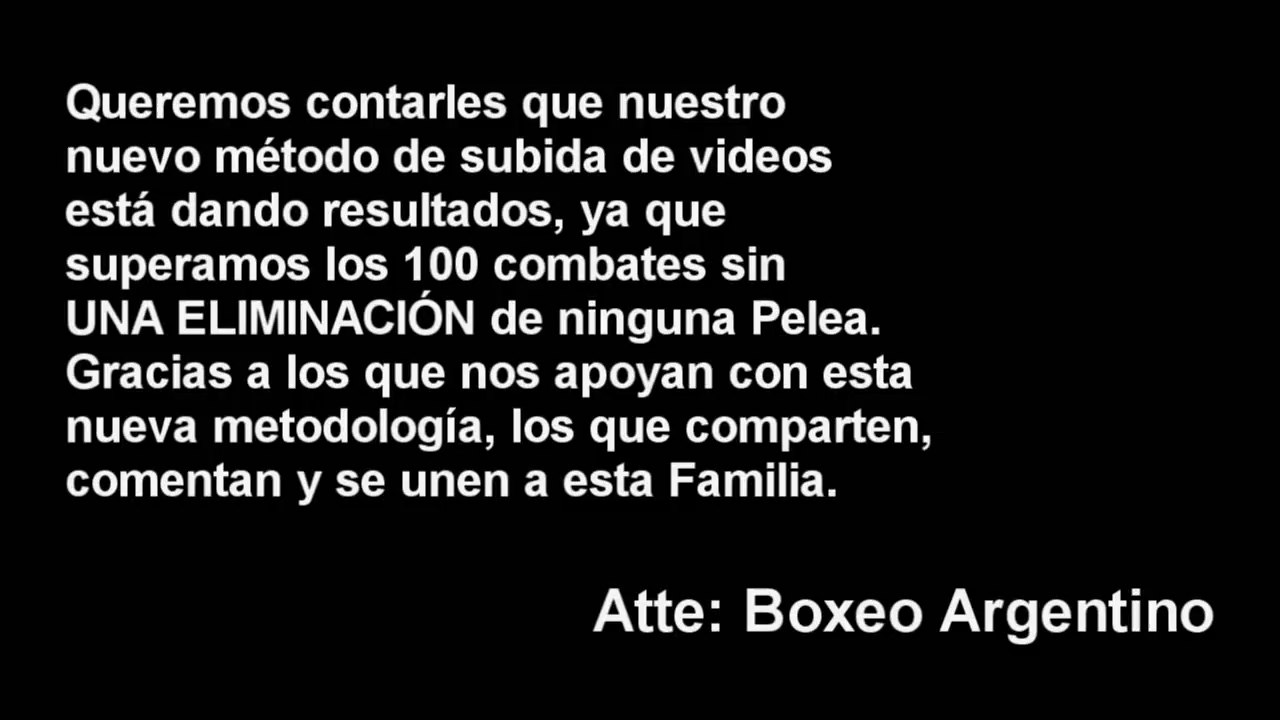 Queremos contarles que nuestro
nuevo método de subida de videos
está dando resultados, ya que
superamos los 100 combates sin
UNA ELIMINACIÓN de ninguna Pelea.
Gracias a los que nos apoyan con esta
nueva metodología, los que comparten,
comentan y se unen a esta Familia.
Atte: Boxeo Argentino